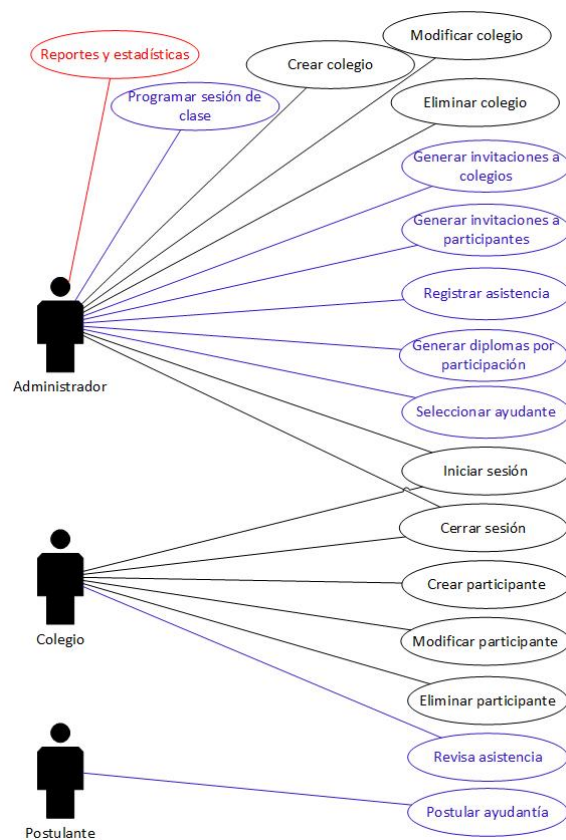 Modificar colegio
Reportes y estadísticas
Crear colegio
Programar sesión de
clase
Eliminar colegio
Generar invitaciones a
colegios
Generar invitaciones a
participantes
Registrar asistencia
Administrador
Generar diplomas por
participación
Seleccionar ayudante
Iniciar sesión
Cerrar sesión
Crear participante
Colegio
Modificar participante
Eliminar participante
Revisa asistencia
Postular ayudantía
Postulante